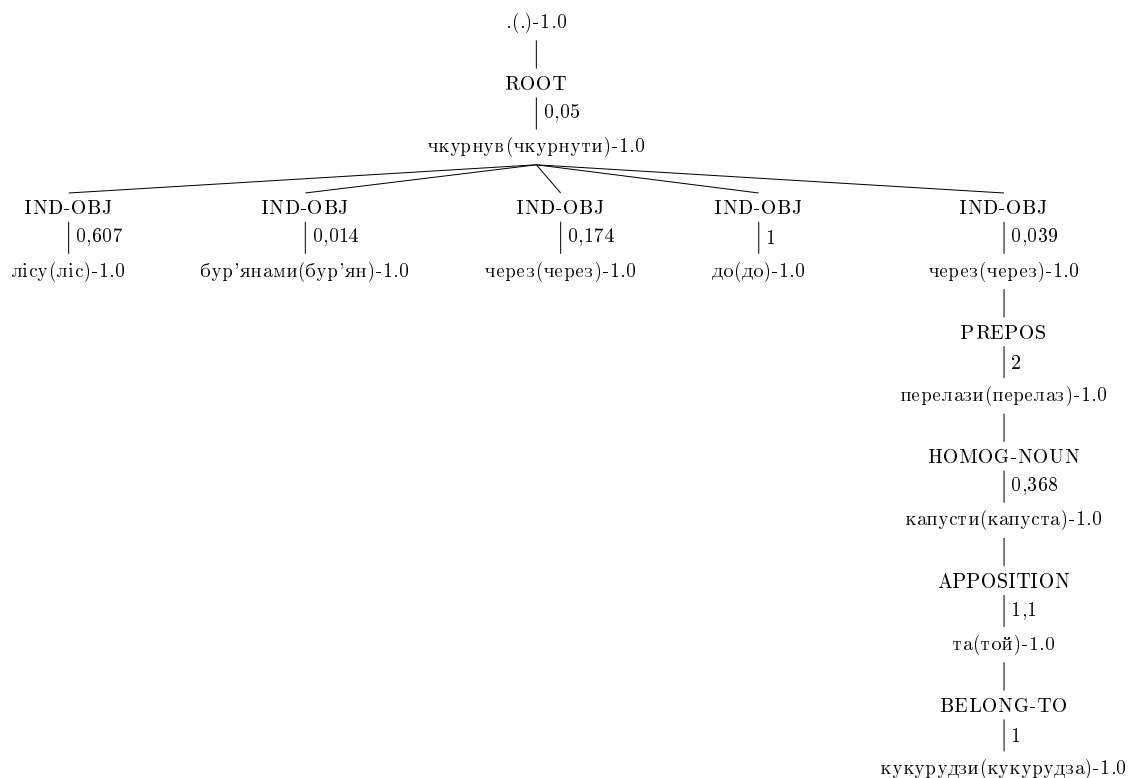 .(.)-1.0
ROOT
0,05
чкурнув(чкурнути)-1.0
IND-OBJ IND-OBJ IND-OBJ IND-OBJ IND-OBJ
0,607 0,014 0,174 1 0,039
лісу(ліс)-1.0 бур'янами(бур'ян)-1.0 через(через)-1.0 до(до)-1.0 через(через)-1.0
PREPOS
2
перелази(перелаз)-1.0
HOMOG-NOUN
0,368
капусти(капуста)-1.0
APPOSITION
1,1
та(той)-1.0
BELONG-TO
1
кукурудзи(кукурудза)-1.0